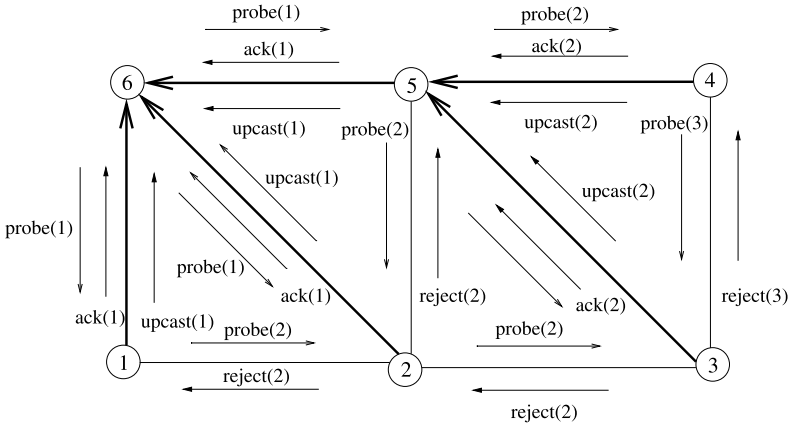 probe(1)
probe(2)
ack(1)
ack(2)
6
5
4
upcast(1)
probe(2)
upcast(2)
probe(3)
upcast(1)
upcast(2)
probe(1)
probe(1)
ack(1)
upcast(1)
ack(1)
reject(2)
ack(2)
reject(3)
probe(2)
probe(2)
1
2
3
reject(2)
reject(2)